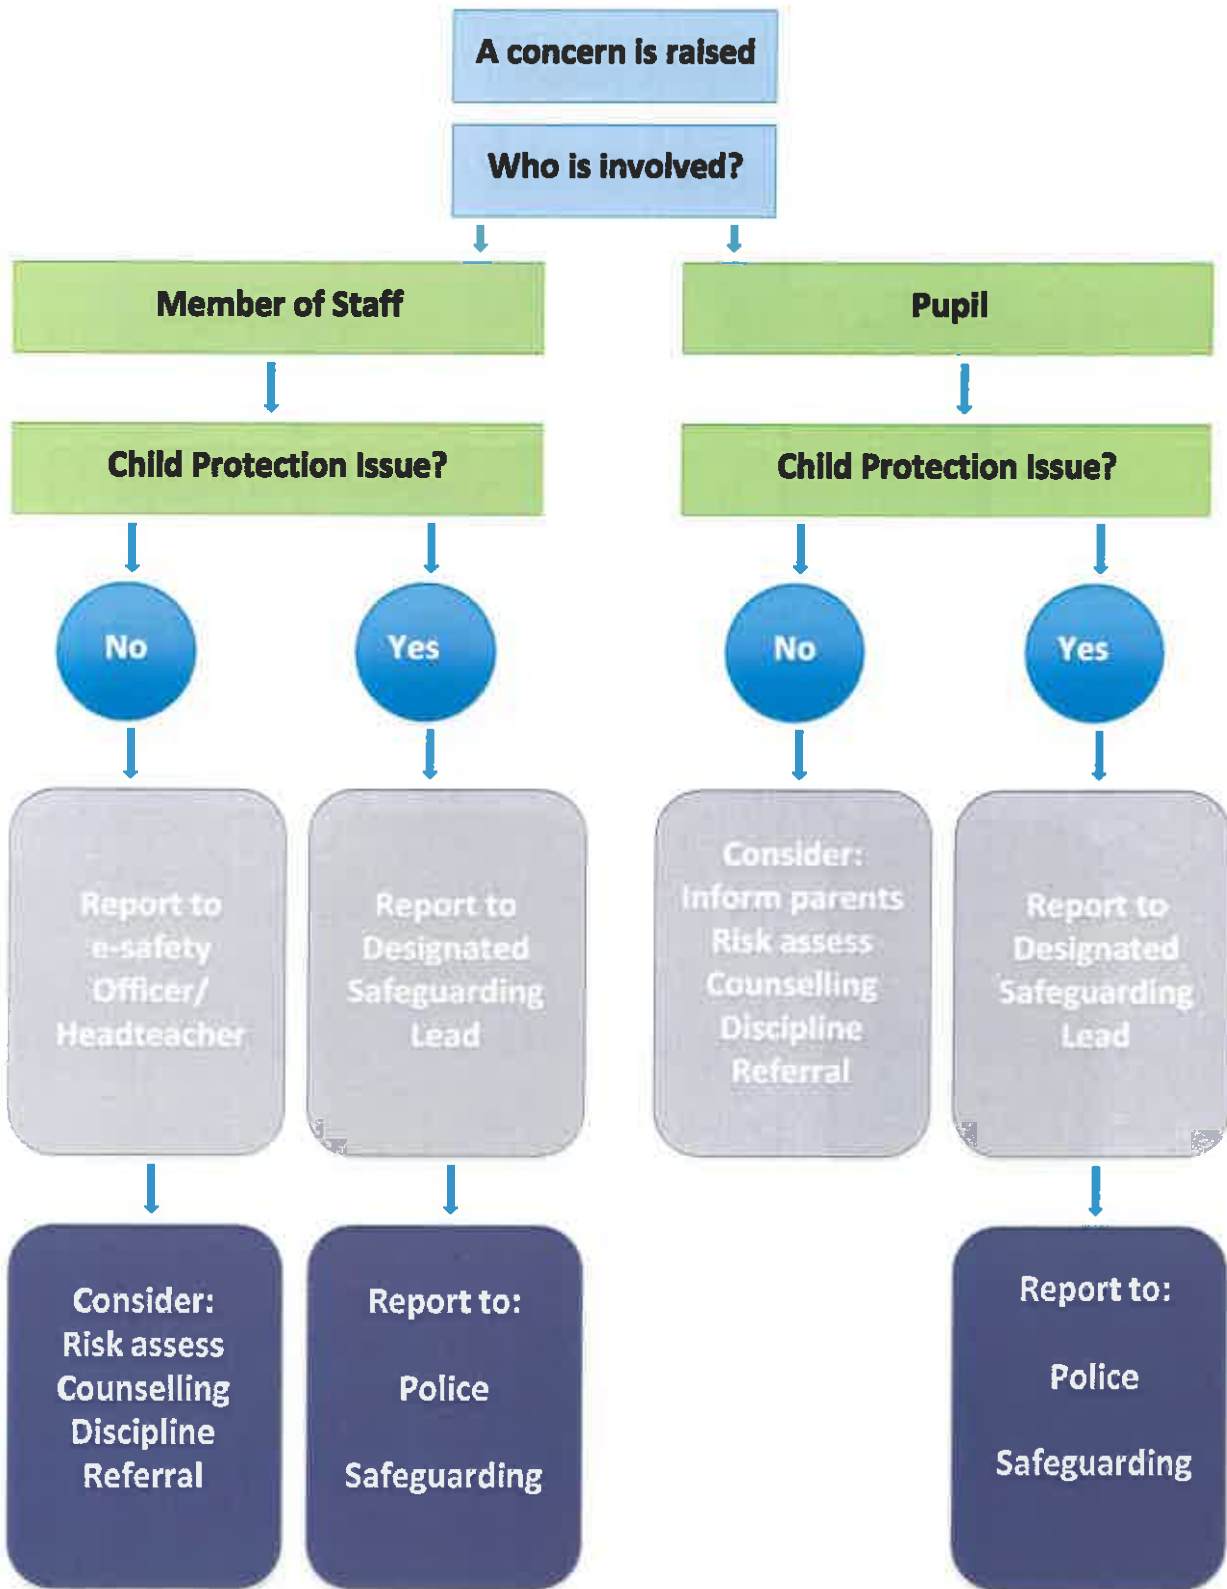 A concern is raised
Who is involved?
Member of Staff
Pupil
Child Protection Issue?
Child Protection Issue?
No
Yes
No
Yes
Report to
e-safety
Officer/
Headteacher
Report to
Designated
Safeguarding
Lead
Consider:
Inform parents
Risk assess
Counselling
Discipline
Referral
Report to
Designated
Safeguarding
Lead
Consider:
Risk assess
Counselling
Discipline
Referral
Report to:
Police
Safeguarding
Report to:
Police
Safeguarding